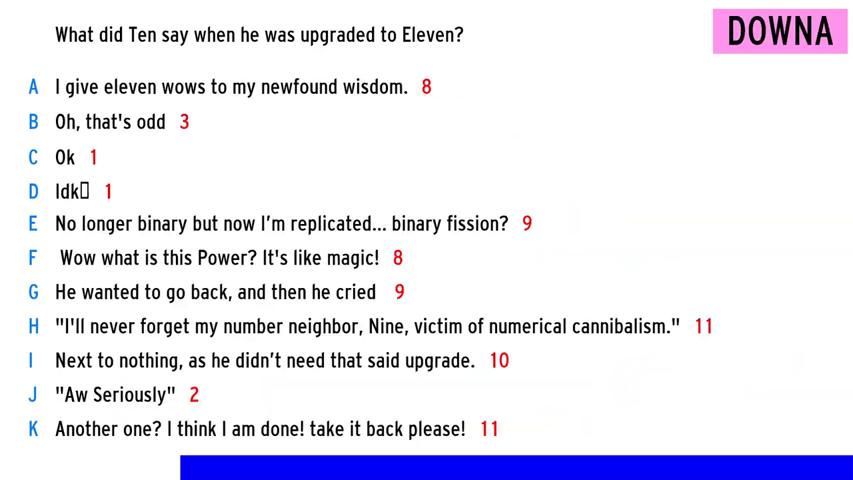 What did Ten say when he was upgraded to Eleven?
DOWNA
A I give eleven wows to my newfound wisdom. 8
B Oh, that's odd 3
C Ok 1
D Idk▯ 1
E No longer binary but now I’m replicated... binary fission? 9
F Wow what is this Power? It's like magic! 8
G He wanted to go back, and then he cried 9
H "I'll never forget my number neighbor, Nine, victim of numerical cannibalism." 11
I Next to nothing, as he didn’t need that said upgrade. 10
J "Aw Seriously" 2
K Another one? I think I am done! take it back please! 11